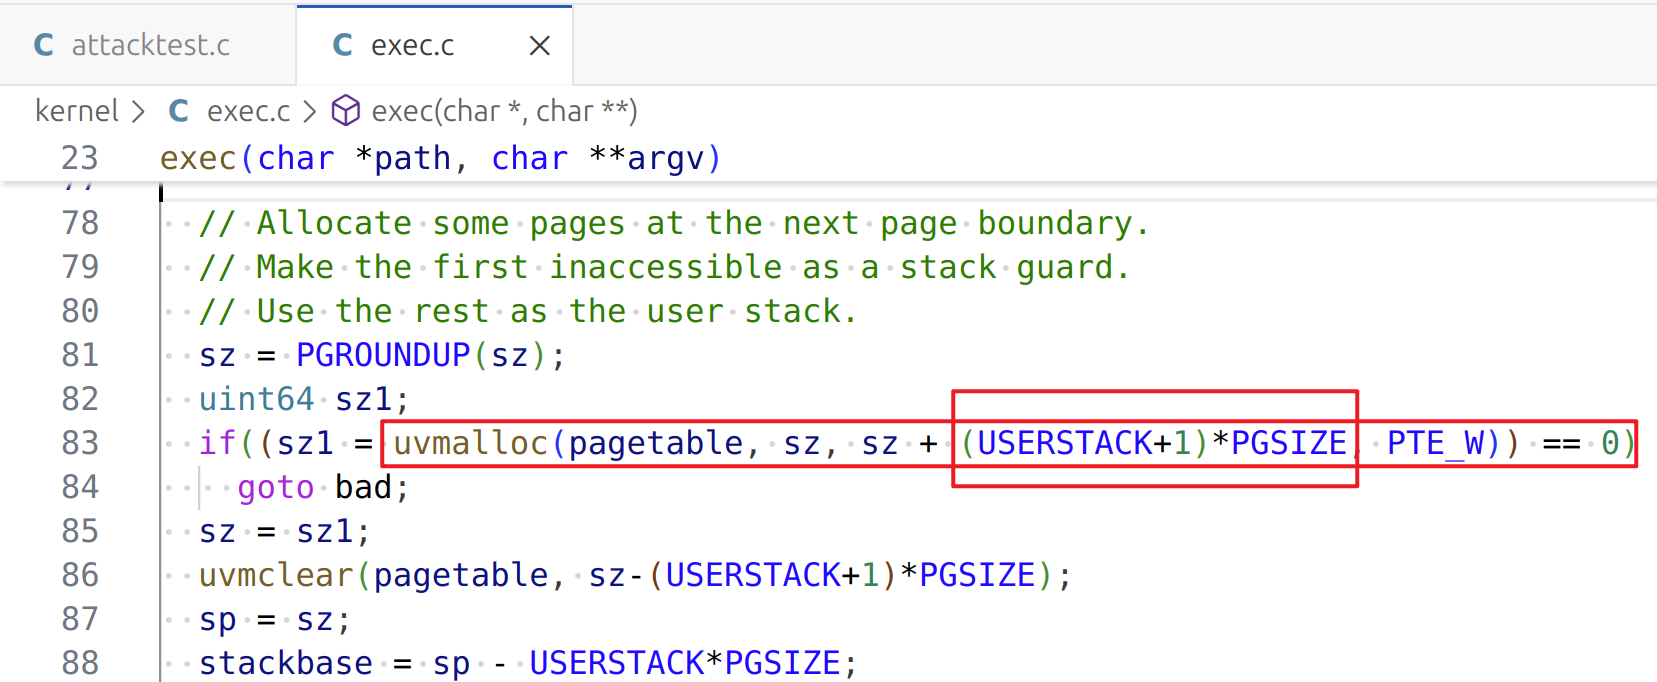 C attacktest.c C exec.c ×
kernel > C exec.c > exec(char *, char **)
23 exec(char *path, char **argv)
77
78 // Allocate some pages at the next page boundary.
79 // Make the first inaccessible as a stack guard.
80 // Use the rest as the user stack.
81 sz = PGROUNDUP(sz);
82 uint64 sz1;
83 if((sz1 = uvmalloc(pagetable, sz, sz + (USERSTACK+1)*PGSIZE, PTE_W)) == 0)
84 goto bad;
85 sz = sz1;
86 uvmclear(pagetable, sz-(USERSTACK+1)*PGSIZE);
87 sp = sz;
88 stackbase = sp - USERSTACK*PGSIZE;